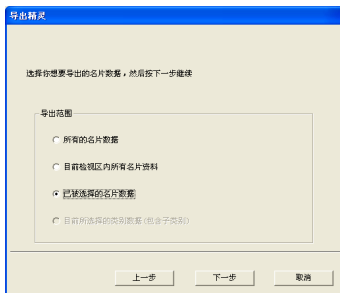 导出精灵
选择你想要导出的名片数据，然后按下一步继续
导出范围
所有的名片数据
目前检视区内所有名片资料
已被选择的名片数据
目前所选择的类别数据(包含子类别)
上一步
下一步
取消